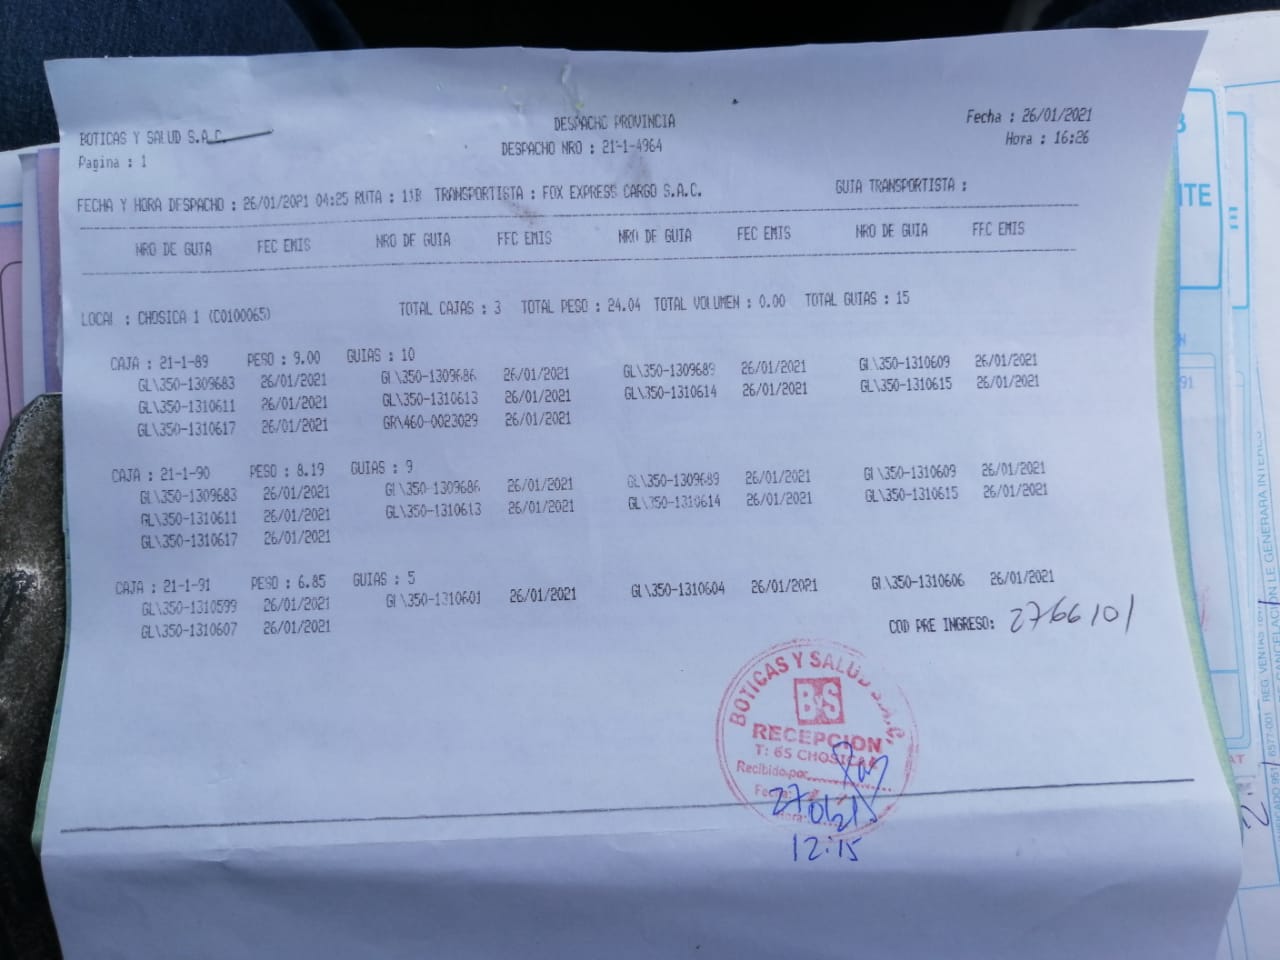 BOTICAS Y SALUD S.A.C.
Pagina : 1
DESPACHO PROVINCIA
DESPACHO NRO : 21-1-4964
Fecha : 26/01/2021
Hora : 16:26
FECHA Y HORA DESPACHO : 26/01/2021 04:25 RUTA : 11B TRANSPORTISTA : FOX EXPRESS CARGO S.A.C. GUIA TRANSPORTISTA :
NRO DE GUIA FEC EMIS NRO DE GUIA FEC EMIS NRO DE GUIA FEC EMIS NRO DE GUIA FEC EMIS
LOCAL : CHOSICA 1 (C0100065) TOTAL CAJAS : 3 TOTAL PESO : 24.04 TOTAL VOLUMEN : 0.00 TOTAL GUIAS : 15
CAJA : 21-1-89 PESO : 9.00 GUIAS : 10
GL\350-1309683 26/01/2021 GL\350-1309686 26/01/2021 GL\350-1309689 26/01/2021 GL\350-1310609 26/01/2021
GL\350-1310611 26/01/2021 GL\350-1310613 26/01/2021 GL\350-1310614 26/01/2021 GL\350-1310615 26/01/2021
GL\350-1310617 26/01/2021 GR\460-0023029 26/01/2021
CAJA : 21-1-90 PESO : 8.19 GUIAS : 9
GL\350-1309683 26/01/2021 GL\350-1309686 26/01/2021 GL\350-1309689 26/01/2021 GL\350-1310609 26/01/2021
GL\350-1310611 26/01/2021 GL\350-1310613 26/01/2021 GL\350-1310614 26/01/2021 GL\350-1310615 26/01/2021
GL\350-1310617 26/01/2021
CAJA : 21-1-91 PESO : 6.85 GUIAS : 5
GL\350-1310599 26/01/2021 GL\350-1310601 26/01/2021 GL\350-1310604 26/01/2021 GL\350-1310606 26/01/2021
GL\350-1310607 26/01/2021
COD PRE INGRESO: 2766101
BOTICAS Y SALUD S.A.C.
B&S
RECEPCION
T: 65 CHOSICA
Recibido por
Fecha:
27/01/21
Hora:
12:15